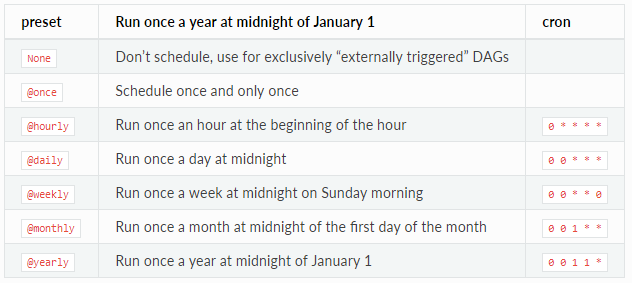 preset Run once a year at midnight of January 1 cron
None Don’t schedule, use for exclusively “externally triggered” DAGs
@once Schedule once and only once
@hourly Run once an hour at the beginning of the hour 0 * * * *
@daily Run once a day at midnight 0 0 * * *
@weekly Run once a week at midnight on Sunday morning 0 0 * * 0
@monthly Run once a month at midnight of the first day of the month 0 0 1 * *
@yearly Run once a year at midnight of January 1 0 0 1 1 *